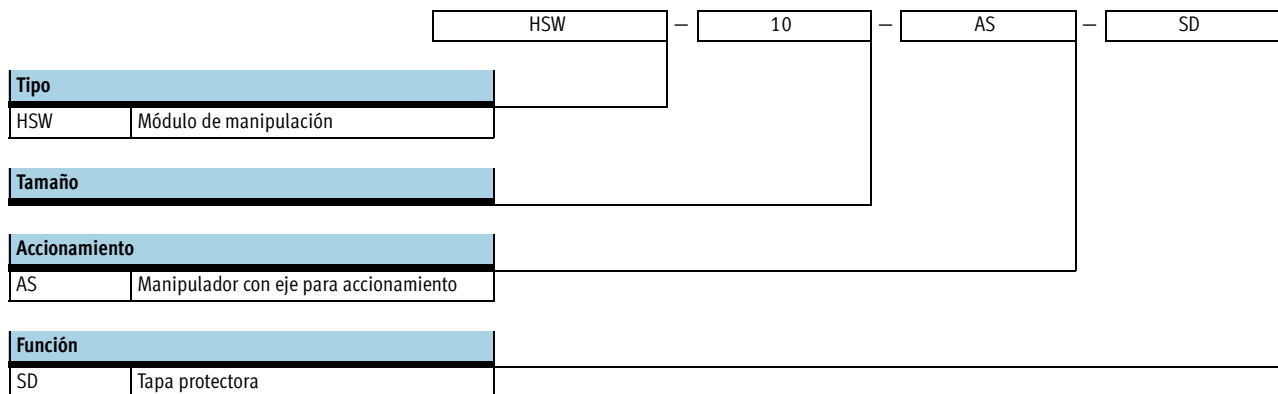 HSW – 10 – AS – SD
Tipo
HSW Módulo de manipulación
Tamaño
Accionamiento
AS Manipulador con eje para accionamiento
Función
SD Tapa protectora